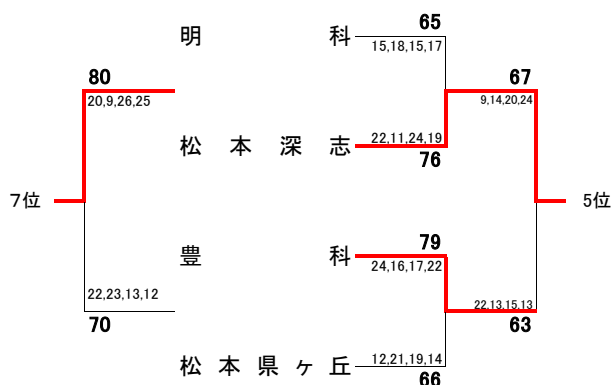 明科 65
15,18,15,17
80 67
20,9,26,25 9,14,20,24
22,11,24,19
松本深志 76
7位 5位
豊科 79
24,16,17,22
22,23,13,12 22,13,15,13
70 63
12,21,19,14
松本県ヶ丘 66